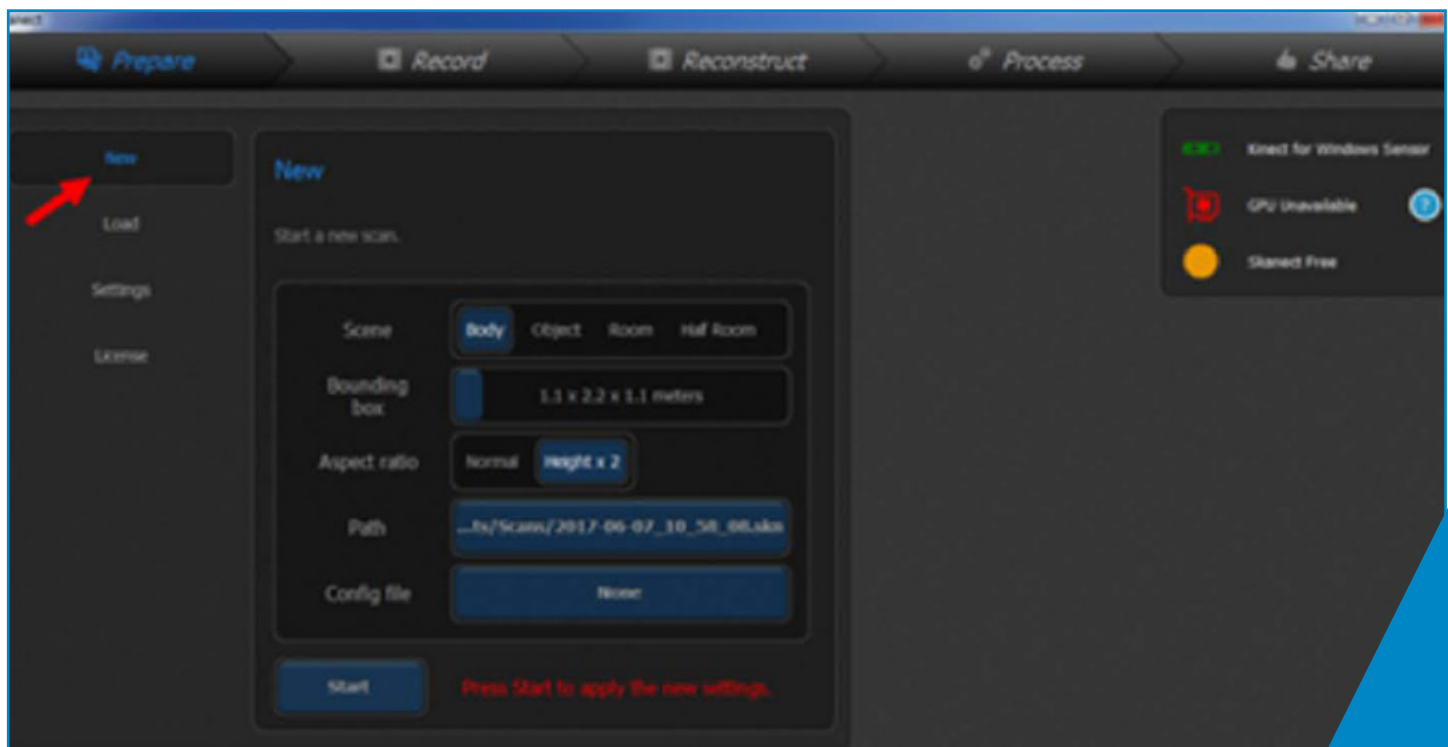 Prepare
Record
Reconstruct
Process
Share
New
Load
Settings
License
New
Start a new scan.
Scene
Body Object Room Half Room
Bounding box
1.1 x 2.2 x 1.1 meters
Aspect ratio
Normal Height x 2
Path
...ts/Scans/2017-06-07_10_58_08.skn
Config file
None
Start
Press Start to apply the new settings.
Kinect for Windows Sensor
GPU Unavailable
?
Skanect Free